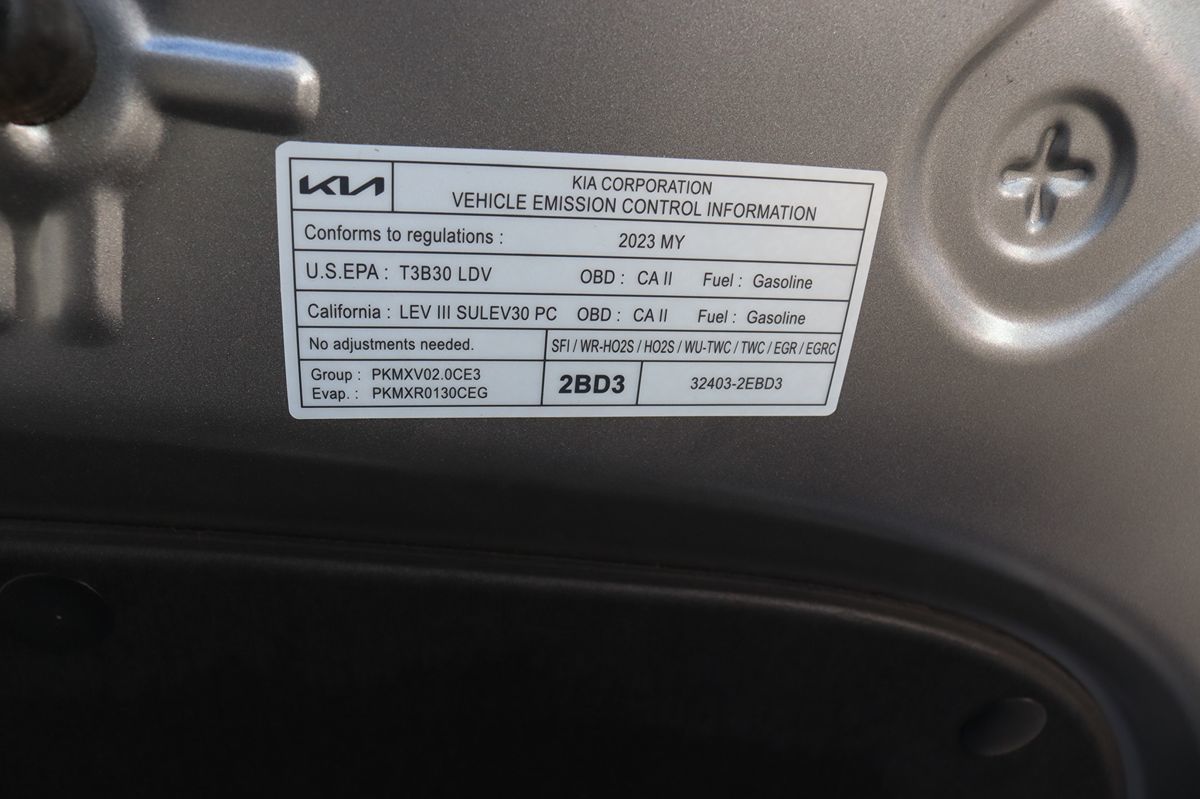 KIA
KIA CORPORATION
VEHICLE EMISSION CONTROL INFORMATION
Conforms to regulations : 2023 MY
U.S.EPA : T3B30 LDV OBD : CA II Fuel : Gasoline
California : LEV III SULEV30 PC OBD : CA II Fuel : Gasoline
No adjustments needed. SFI / WR-HO2S / HO2S / WU-TWC / TWC / EGR / EGRC
Group : PKMXV02.0CE3
Evap. : PKMXR0130CEG
2BD3
32403-2EBD3